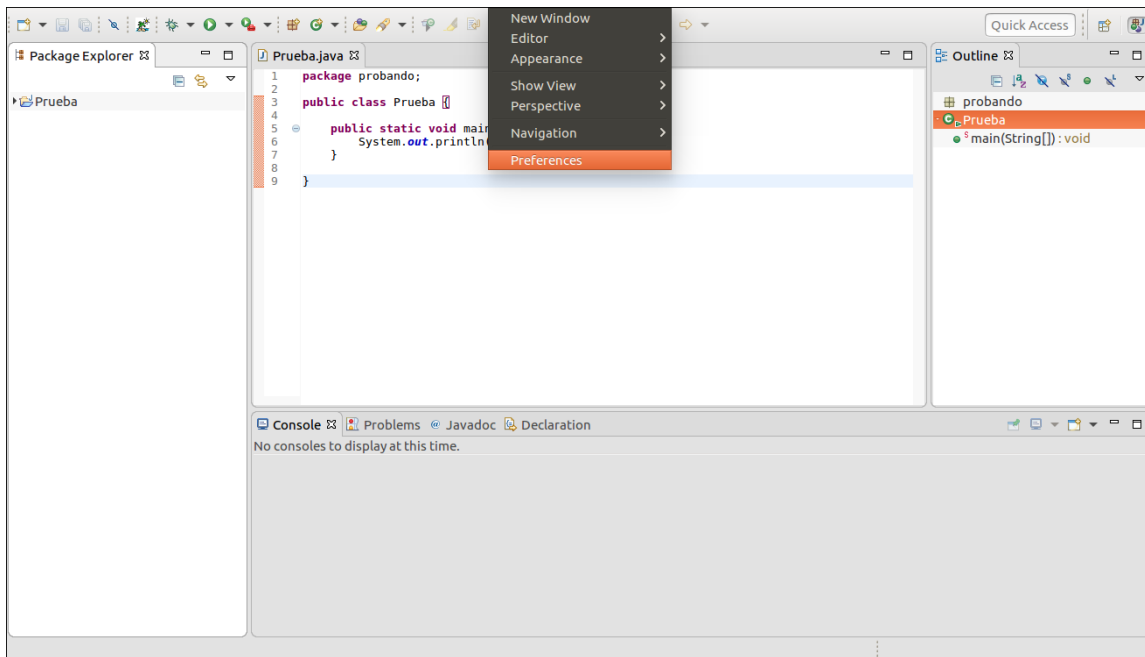 Quick Access
Package Explorer
Prueba
Prueba.java
1 package probando;
2
3 public class Prueba {
4
5 public static void main
6 System.out.println(
7 }
8
9 }
New Window
Editor
Appearance
Show View
Perspective
Navigation
Preferences
Outline
probando
Prueba
S main(String[]) : void
Console
Problems
@ Javadoc
Declaration
No consoles to display at this time.